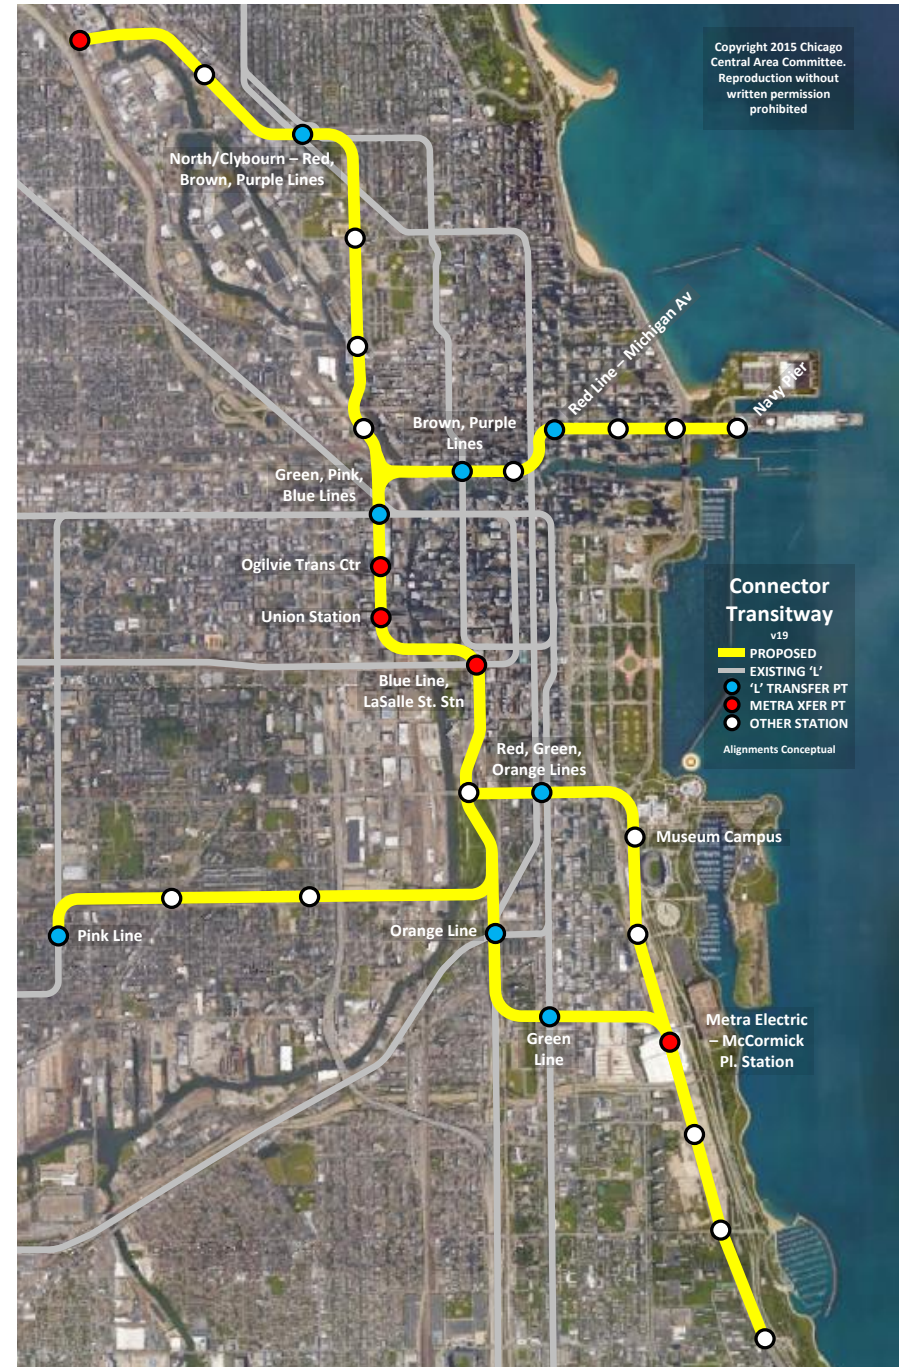 Copyright 2015 Chicago
Central Area Committee.
Reproduction without
written permission
prohibited
North/Clybourn – Red,
Brown, Purple Lines
Red Line – Michigan Av
Navy Pier
Brown, Purple
Lines
Green, Pink,
Blue Lines
Ogilvie Trans Ctr
Union Station
Blue Line,
LaSalle St. Stn
Connector
Transitway
v19
PROPOSED
EXISTING ‘L’
‘L’ TRANSFER PT
METRA XFER PT
OTHER STATION
Alignments Conceptual
Red, Green,
Orange Lines
Museum Campus
Pink Line
Orange Line
Green
Line
Metra Electric
– McCormick
Pl. Station